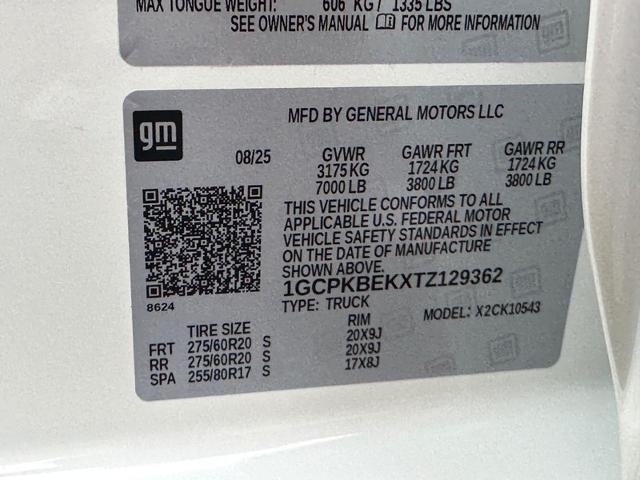 MAX TONGUE WEIGHT: 606 KG / 1335 LBS
SEE OWNER'S MANUAL FOR MORE INFORMATION
gm
MFD BY GENERAL MOTORS LLC
08/25 GVWR GAWR FRT GAWR RR
3175 KG 1724 KG 1724 KG
7000 LB 3800 LB 3800 LB
THIS VEHICLE CONFORMS TO ALL
APPLICABLE U.S. FEDERAL MOTOR
VEHICLE SAFETY STANDARDS IN EFFECT
ON THE DATE OF MANUFACTURE
SHOWN ABOVE.
8624
1GCPKBEKXTZ129362
TYPE: TRUCK MODEL: X2CK10543
TIRE SIZE RIM
FRT 275/60R20 S 20X9J
RR 275/60R20 S 20X9J
SPA 255/80R17 S 17X8J